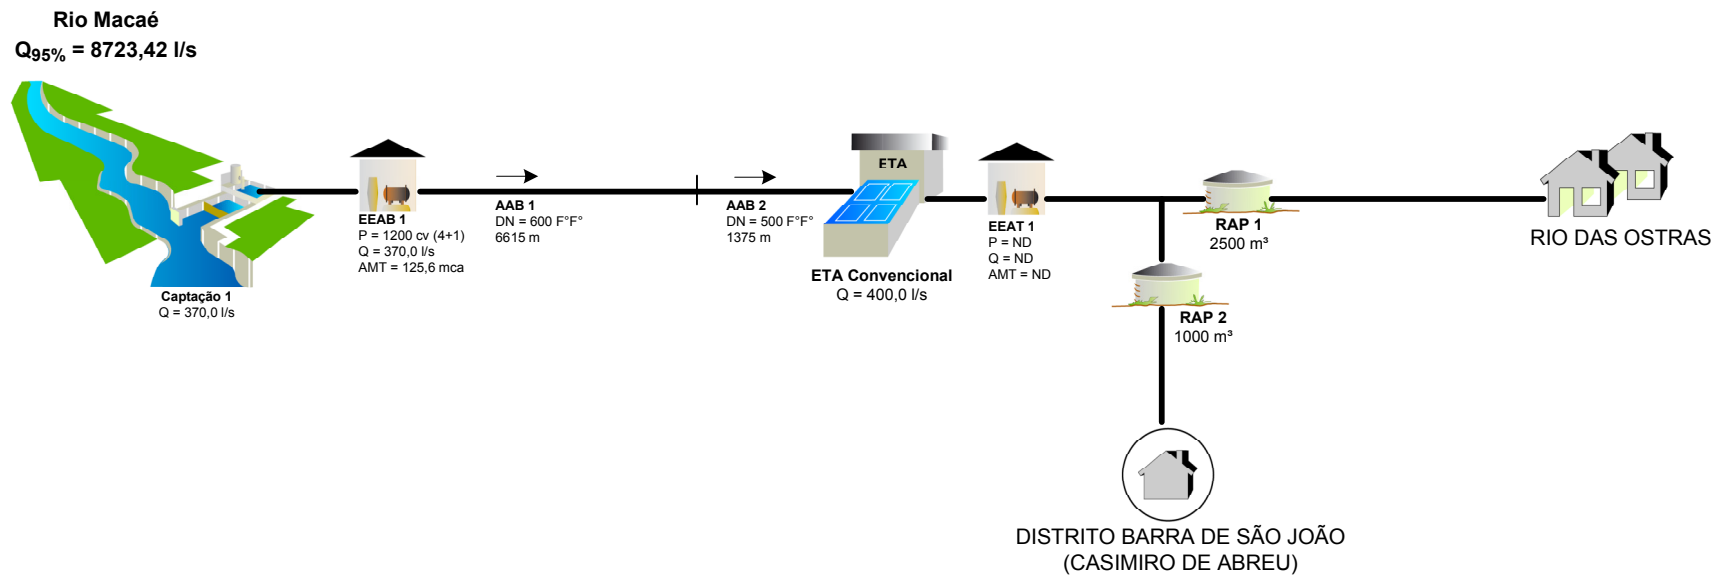 Rio Macaé
Q95% = 8723,42 l/s
Captação 1
Q = 370,0 l/s
EEAB 1
P = 1200 cv (4+1)
Q = 370,0 l/s
AMT = 125,6 mca
AAB 1
DN = 600 F°F°
6615 m
AAB 2
DN = 500 F°F°
1375 m
ETA
ETA Convencional
Q = 400,0 l/s
EEAT 1
P = ND
Q = ND
AMT = ND
RAP 1
2500 m³
RAP 2
1000 m³
RIO DAS OSTRAS
DISTRITO BARRA DE SÃO JOÃO
(CASIMIRO DE ABREU)